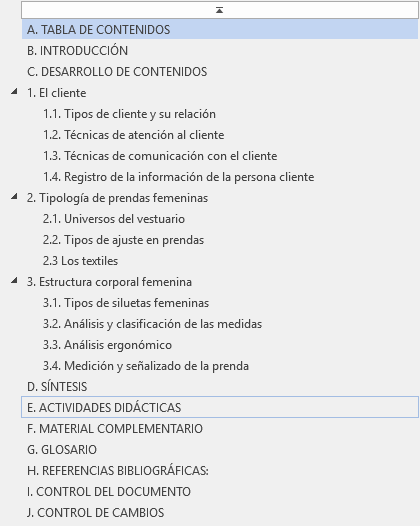 A. TABLA DE CONTENIDOS
B. INTRODUCCIÓN
C. DESARROLLO DE CONTENIDOS
1. El cliente
1.1. Tipos de cliente y su relación
1.2. Técnicas de atención al cliente
1.3. Técnicas de comunicación con el cliente
1.4. Registro de la información de la persona cliente
2. Tipología de prendas femeninas
2.1. Universos del vestuario
2.2. Tipos de ajuste en prendas
2.3 Los textiles
3. Estructura corporal femenina
3.1. Tipos de siluetas femeninas
3.2. Análisis y clasificación de las medidas
3.3. Análisis ergonómico
3.4. Medición y señalizado de la prenda
D. SÍNTESIS
E. ACTIVIDADES DIDÁCTICAS
F. MATERIAL COMPLEMENTARIO
G. GLOSARIO
H. REFERENCIAS BIBLIOGRÁFICAS:
I. CONTROL DEL DOCUMENTO
J. CONTROL DE CAMBIOS